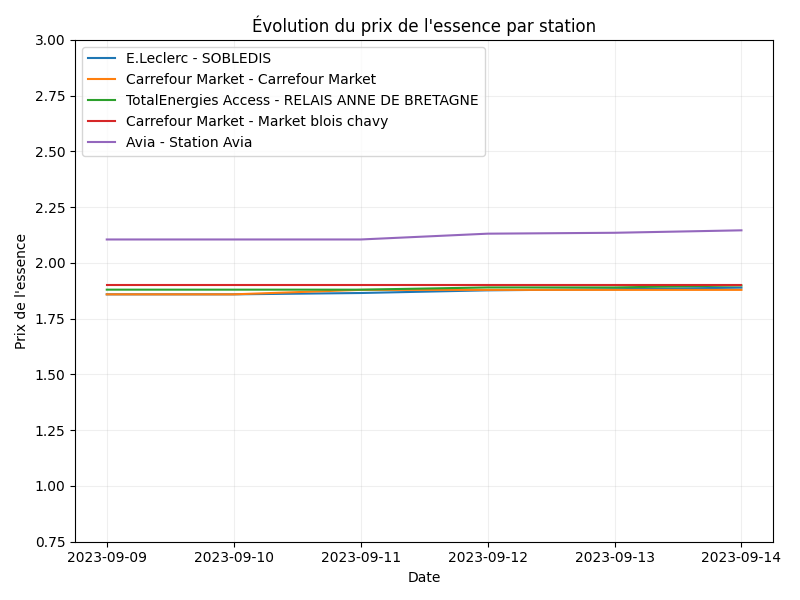 Évolution du prix de l'essence par station
E.Leclerc - SOBLEDIS
Carrefour Market - Carrefour Market
TotalEnergies Access - RELAIS ANNE DE BRETAGNE
Carrefour Market - Market blois chavy
Avia - Station Avia
Prix de l'essence
3.00
2.75
2.50
2.25
2.00
1.75
1.50
1.25
1.00
0.75
2023-09-09
2023-09-10
2023-09-11
2023-09-12
2023-09-13
2023-09-14
Date